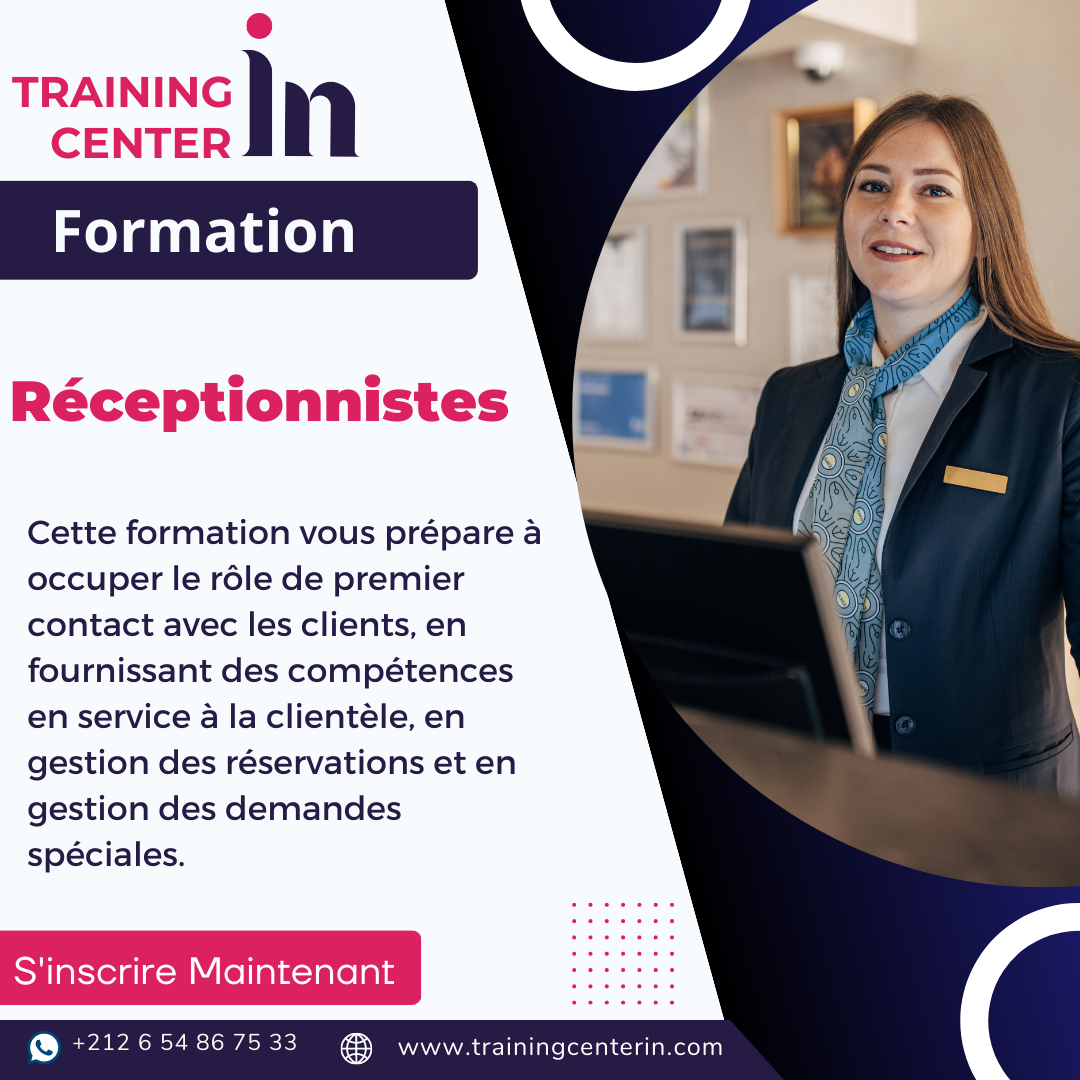 TRAINING
CENTER
in
Formation
Réceptionnistes
Cette formation vous prépare à
occuper le rôle de premier
contact avec les clients, en
fournissant des compétences
en service à la clientèle, en
gestion des réservations et en
gestion des demandes
spéciales.
S'inscrire Maintenant
+212 6 54 86 75 33
www.trainingcenterin.com